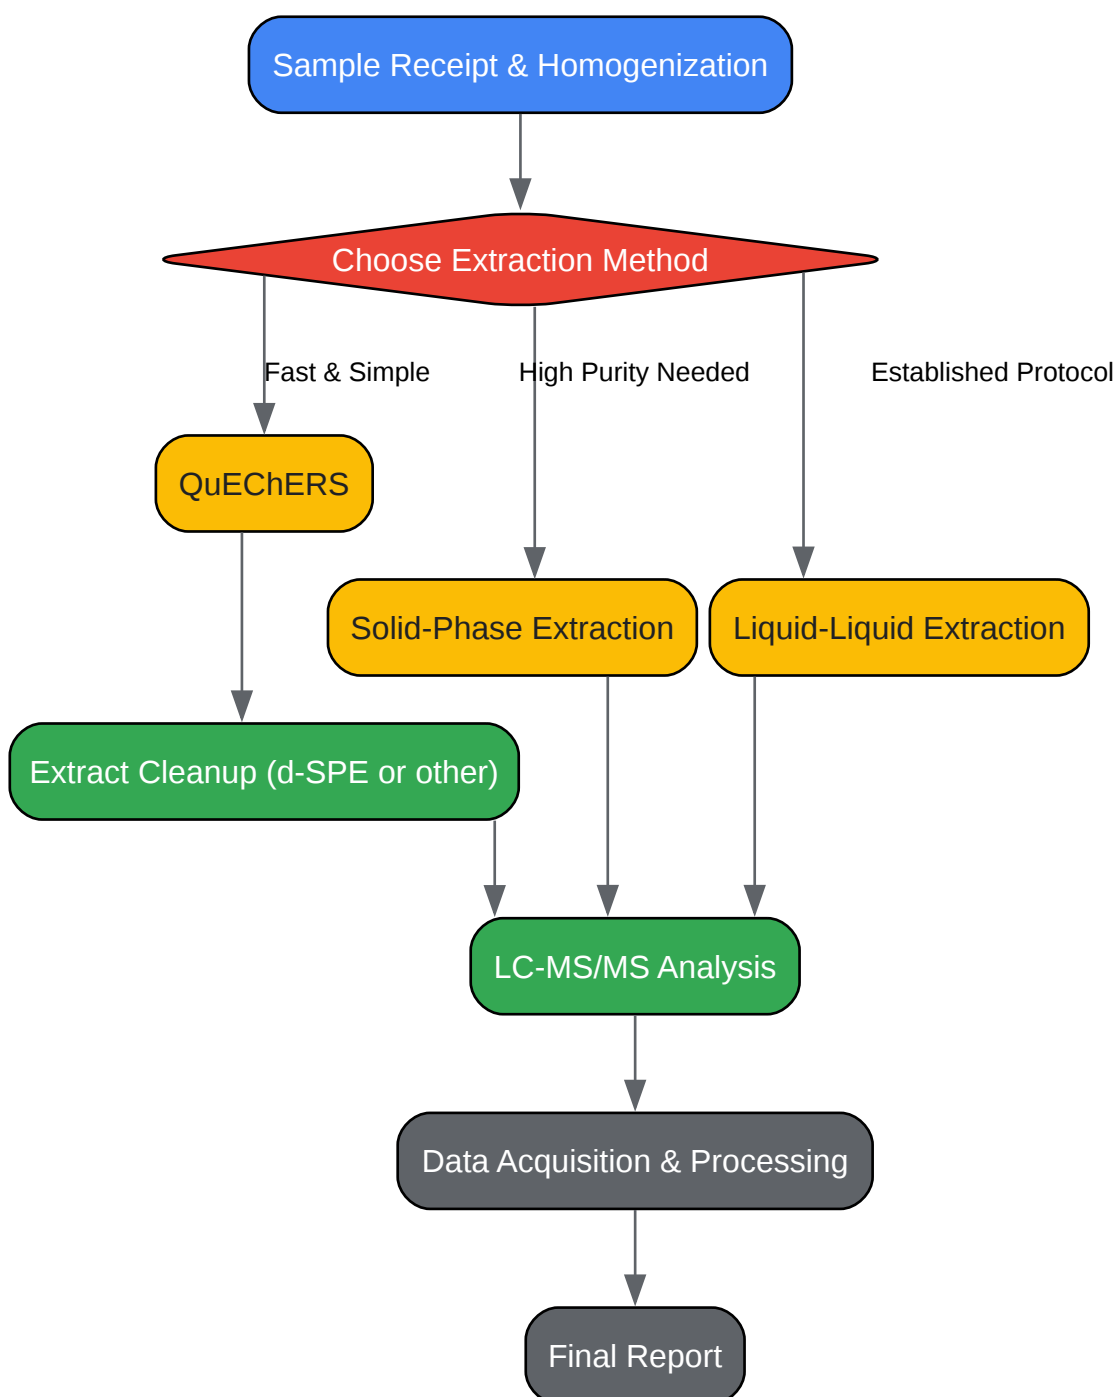 Sample Receipt & Homogenization
Choose Extraction Method
Fast & Simple
High Purity Needed
Established Protocol
QuEChERS
Solid-Phase Extraction
Liquid-Liquid Extraction
Extract Cleanup (d-SPE or other)
LC-MS/MS Analysis
Data Acquisition & Processing
Final Report